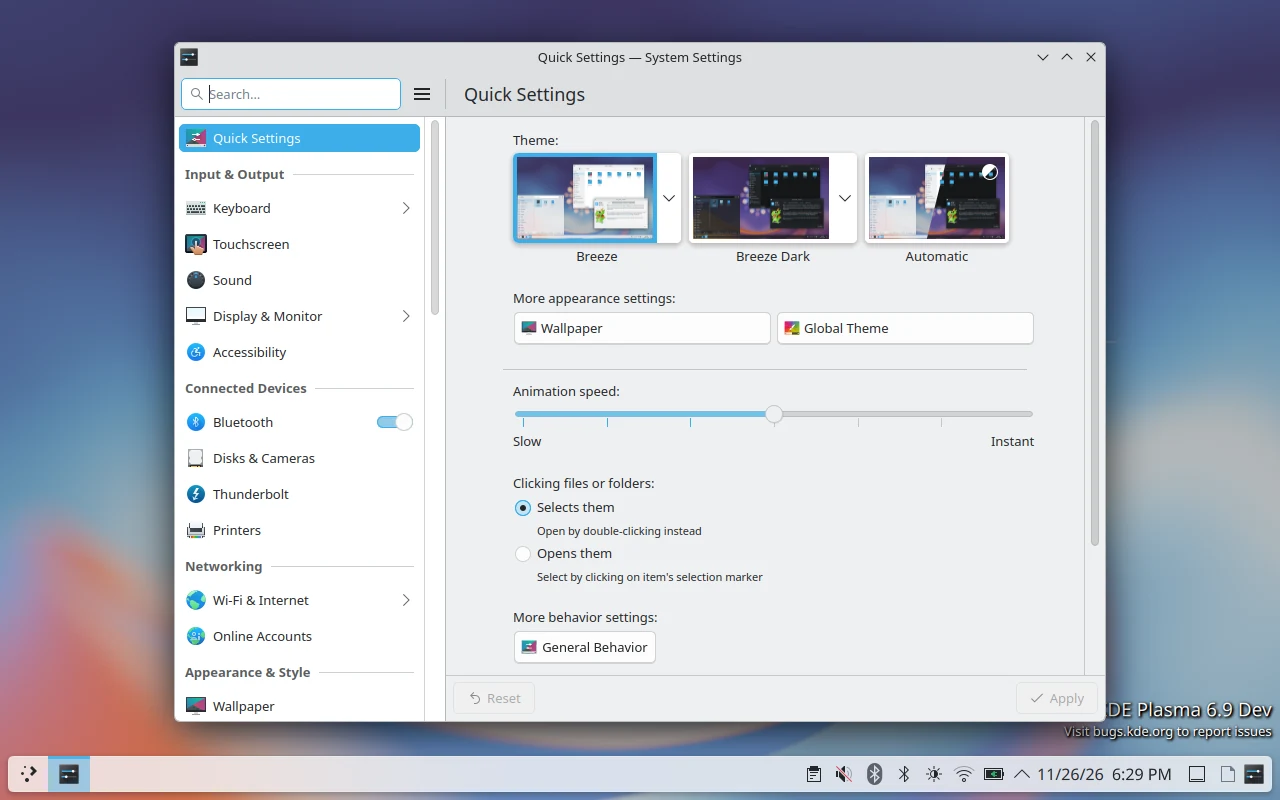 Quick Settings — System Settings
Search...
Quick Settings
Quick Settings
Input & Output
Keyboard
Touchscreen
Sound
Display & Monitor
Accessibility
Connected Devices
Bluetooth
Disks & Cameras
Thunderbolt
Printers
Networking
Wi-Fi & Internet
Online Accounts
Appearance & Style
Wallpaper
Theme:
Breeze
Breeze Dark
Automatic
More appearance settings:
Wallpaper
Global Theme
Animation speed:
Slow
Instant
Clicking files or folders:
Selects them
Open by double-clicking instead
Opens them
Select by clicking on item's selection marker
More behavior settings:
General Behavior
Reset
Apply
KDE Plasma 6.9 Dev
Visit bugs.kde.org to report issues
11/26/26 6:29 PM